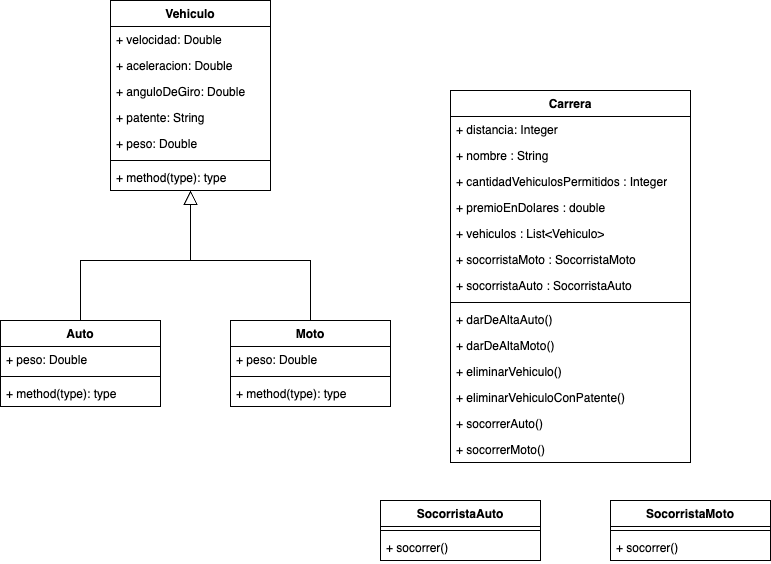 Vehiculo
+ velocidad: Double
+ aceleracion: Double
+ anguloDeGiro: Double
+ patente: String
+ peso: Double
+ method(type): type
Carrera
+ distancia: Integer
+ nombre : String
+ cantidadVehiculosPermitidos : Integer
+ premioEnDolares : double
+ vehiculos : List<Vehiculo>
+ socorristaMoto : SocorristaMoto
+ socorristaAuto : SocorristaAuto
+ darDeAltaAuto()
+ darDeAltaMoto()
+ eliminarVehiculo()
+ eliminarVehiculoConPatente()
+ socorrerAuto()
+ socorrerMoto()
Auto
+ peso: Double
+ method(type): type
Moto
+ peso: Double
+ method(type): type
SocorristaAuto
+ socorrer()
SocorristaMoto
+ socorrer()